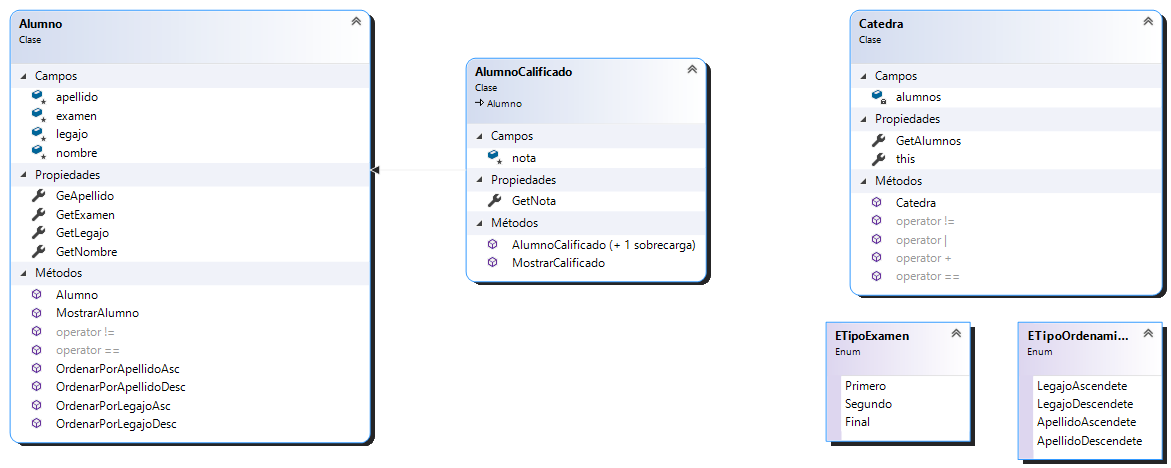 Alumno
Clase
Campos
apellido
examen
legajo
nombre
Propiedades
GeApellido
GetExamen
GetLegajo
GetNombre
Métodos
Alumno
MostrarAlumno
operator !=
operator ==
OrdenarPorApellidoAsc
OrdenarPorApellidoDesc
OrdenarPorLegajoAsc
OrdenarPorLegajoDesc
AlumnoCalificado
Clase
Alumno
Campos
nota
Propiedades
GetNota
Métodos
AlumnoCalificado (+ 1 sobrecarga)
MostrarCalificado
Catedra
Clase
Campos
alumnos
Propiedades
GetAlumnos
this
Métodos
Catedra
operator !=
operator |
operator +
operator ==
ETipoExamen
Enum
Primero
Segundo
Final
ETipoOrdenami...
Enum
LegajoAscendete
LegajoDescendete
ApellidoAscendete
ApellidoDescendete